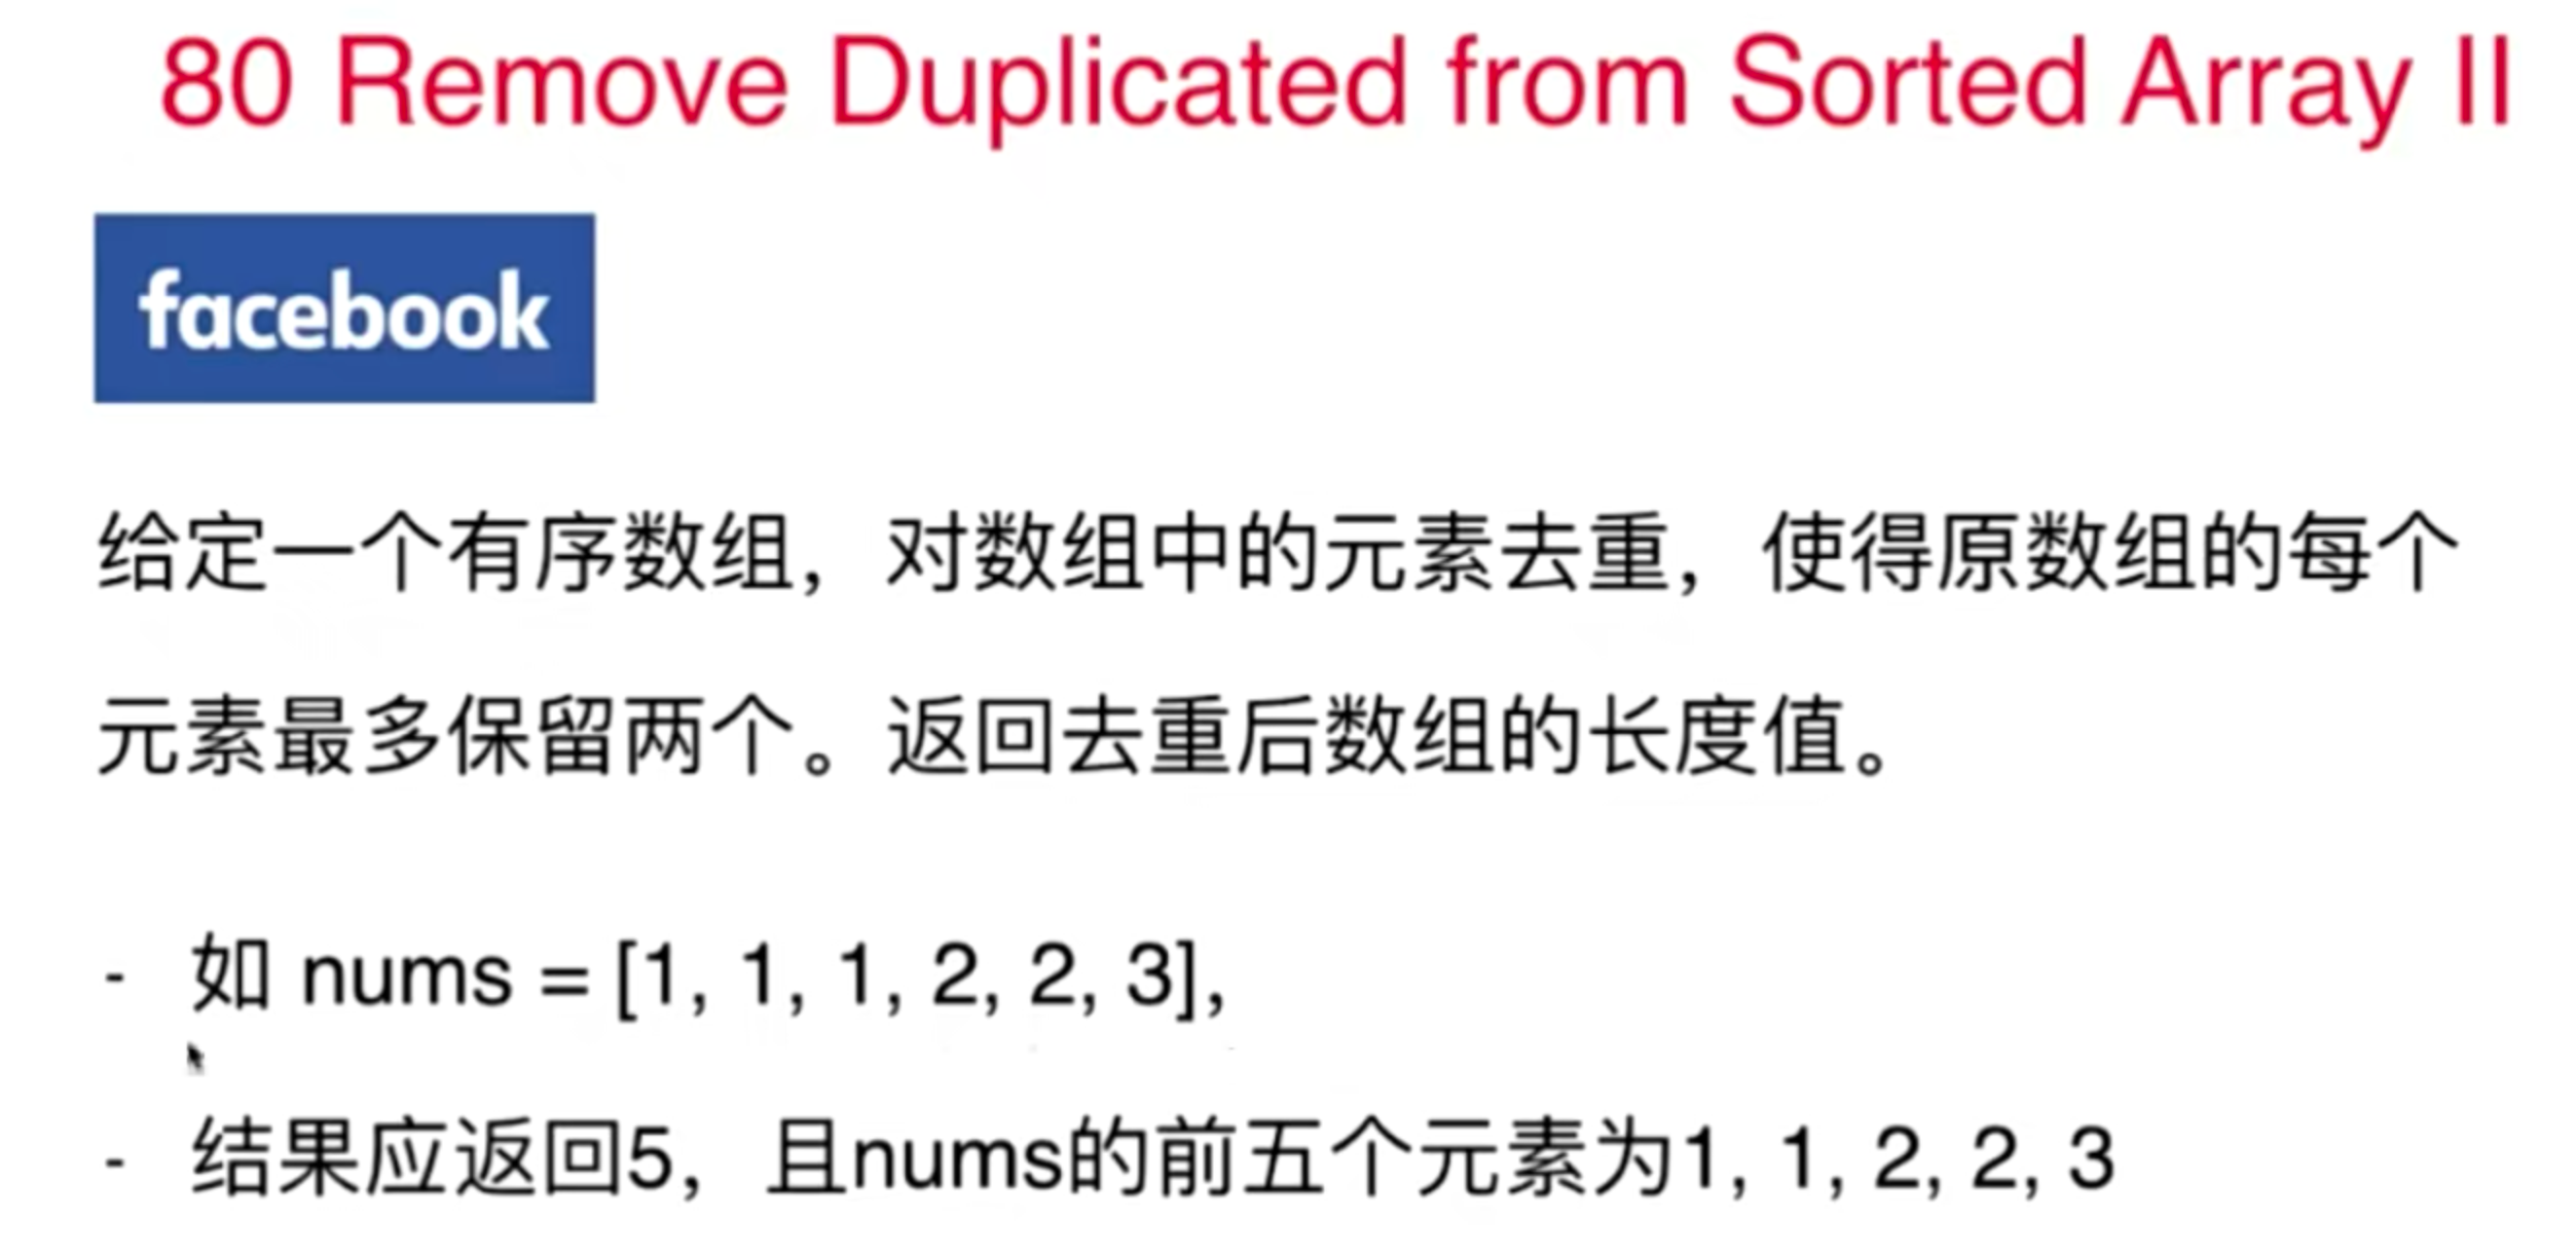 80 Remove Duplicated from Sorted Array II
facebook
给定一个有序数组，对数组中的元素去重，使得原数组的每个
元素最多保留两个。返回去重后数组的长度值。
- 如 nums = [1, 1, 1, 2, 2, 3],
- 结果应返回5，且nums的前五个元素为1, 1, 2, 2, 3